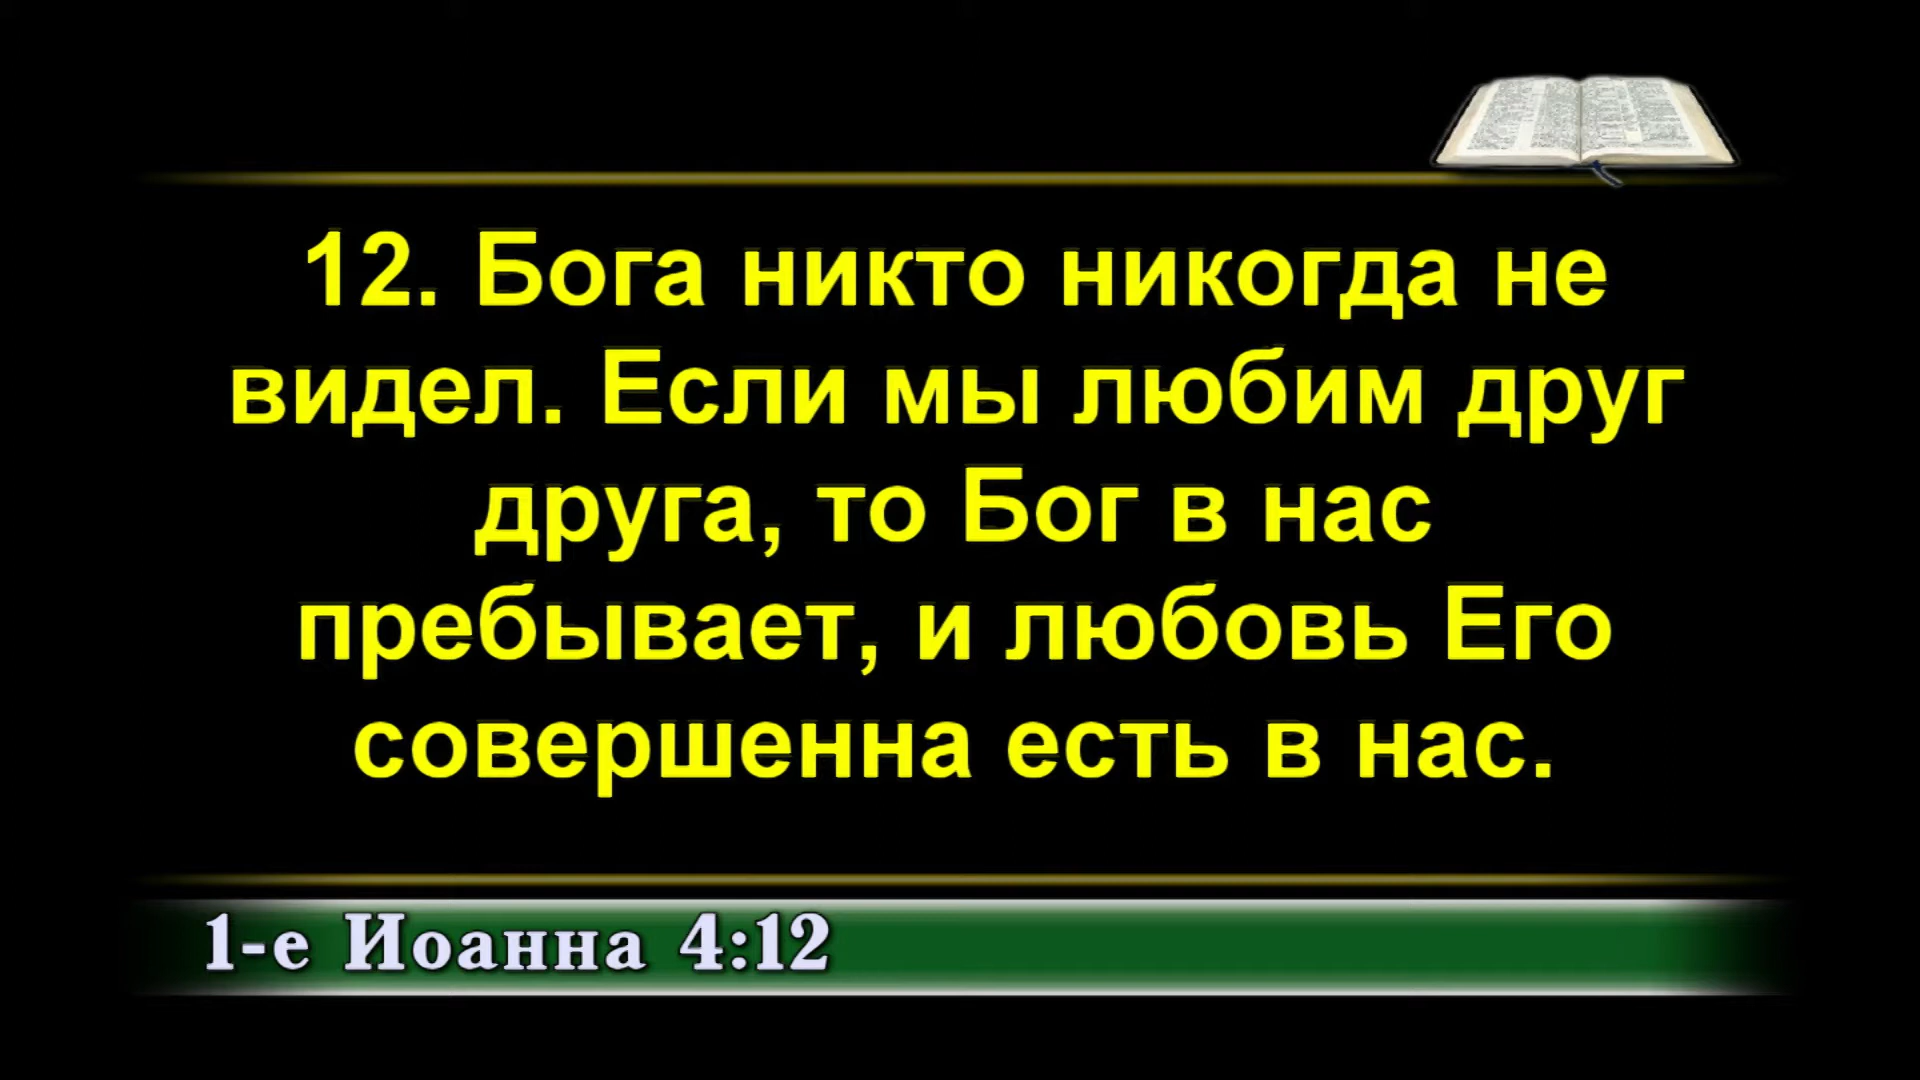 12. Бога никто никогда не
видел. Если мы любим друг
друга, то Бог в нас
пребывает, и любовь Его
совершенна есть в нас.
1-е Иоанна 4:12